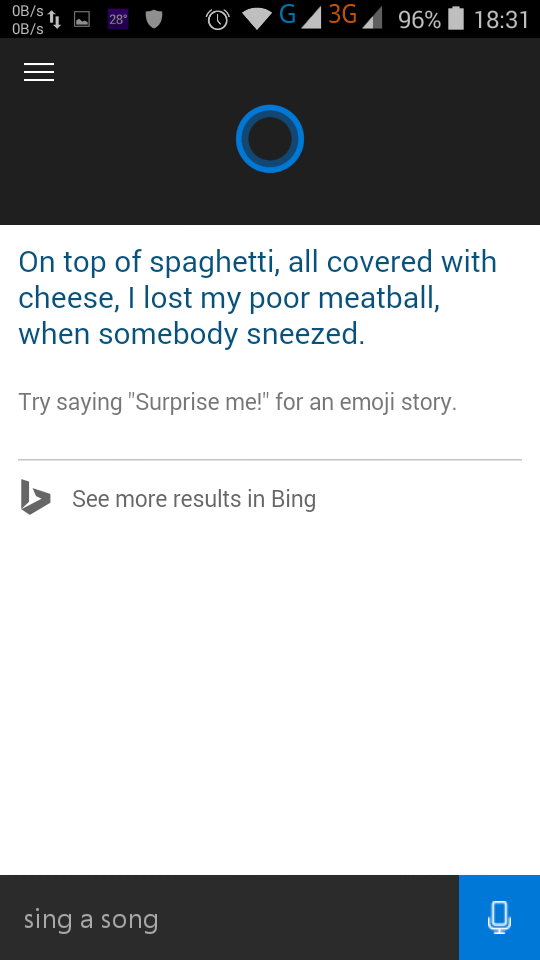 0B/s
0B/s
28° G 3G 96% 18:31
On top of spaghetti, all covered with
cheese, I lost my poor meatball,
when somebody sneezed.
Try saying "Surprise me!" for an emoji story.
See more results in Bing
sing a song